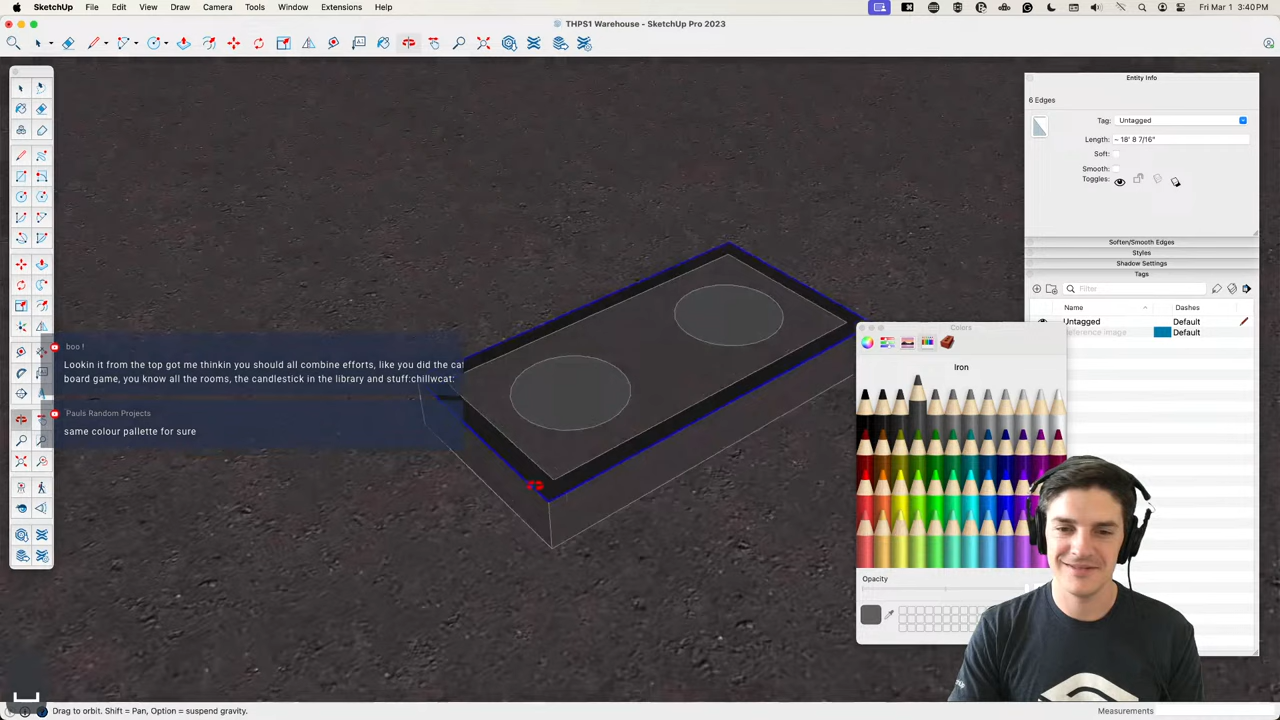 SketchUp File Edit View Draw Camera Tools Window Extensions Help
Fri Mar 1 3:40PM
THPS1 Warehouse - SketchUp Pro 2023
Entity Info
6 Edges
Tag: Untagged
Length: ~ 18' 8 7/16"
Soft:
Smooth:
Toggles:
Soften/Smooth Edges
Styles
Shadow Settings
Tags
Filter
Name Dashes
Untagged Default
eference image Default
Colors
Iron
Opacity
boo !
Lookin it from the top got me thinkin you should all combine efforts, like you did the ca
board game, you know all the rooms, the candlestick in the library and stuff:chillwcat:
Pauls Random Projects
same colour pallette for sure
Drag to orbit. Shift = Pan, Option = suspend gravity.
Measurements